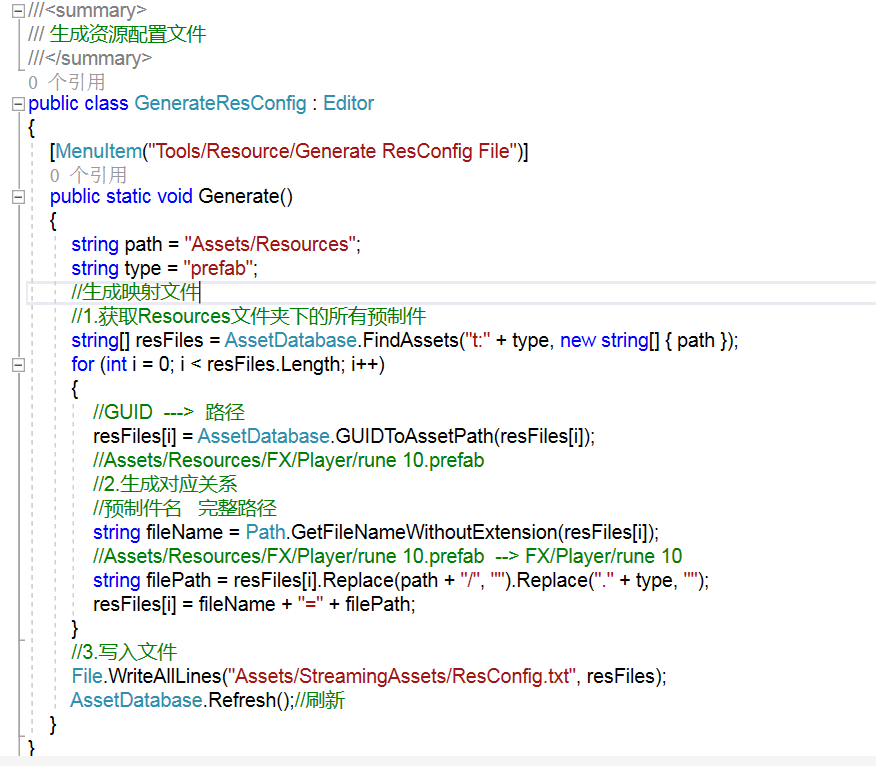 ///<summary>
/// 生成资源配置文件
///</summary>
0 个引用
public class GenerateResConfig : Editor
{
[MenuItem("Tools/Resource/Generate ResConfig File")]
0 个引用
public static void Generate()
{
string path = "Assets/Resources";
string type = "prefab";
//生成映射文件
//1.获取Resources文件夹下的所有预制件
string[] resFiles = AssetDatabase.FindAssets("t:" + type, new string[] { path });
for (int i = 0; i < resFiles.Length; i++)
{
//GUID ---> 路径
resFiles[i] = AssetDatabase.GUIDToAssetPath(resFiles[i]);
//Assets/Resources/FX/Player/rune 10.prefab
//2.生成对应关系
//预制件名 完整路径
string fileName = Path.GetFileNameWithoutExtension(resFiles[i]);
//Assets/Resources/FX/Player/rune 10.prefab --> FX/Player/rune 10
string filePath = resFiles[i].Replace(path + "/", "").Replace("." + type, "");
resFiles[i] = fileName + "=" + filePath;
}
//3.写入文件
File.WriteAllLines("Assets/StreamingAssets/ResConfig.txt", resFiles);
AssetDatabase.Refresh();//刷新
}
}